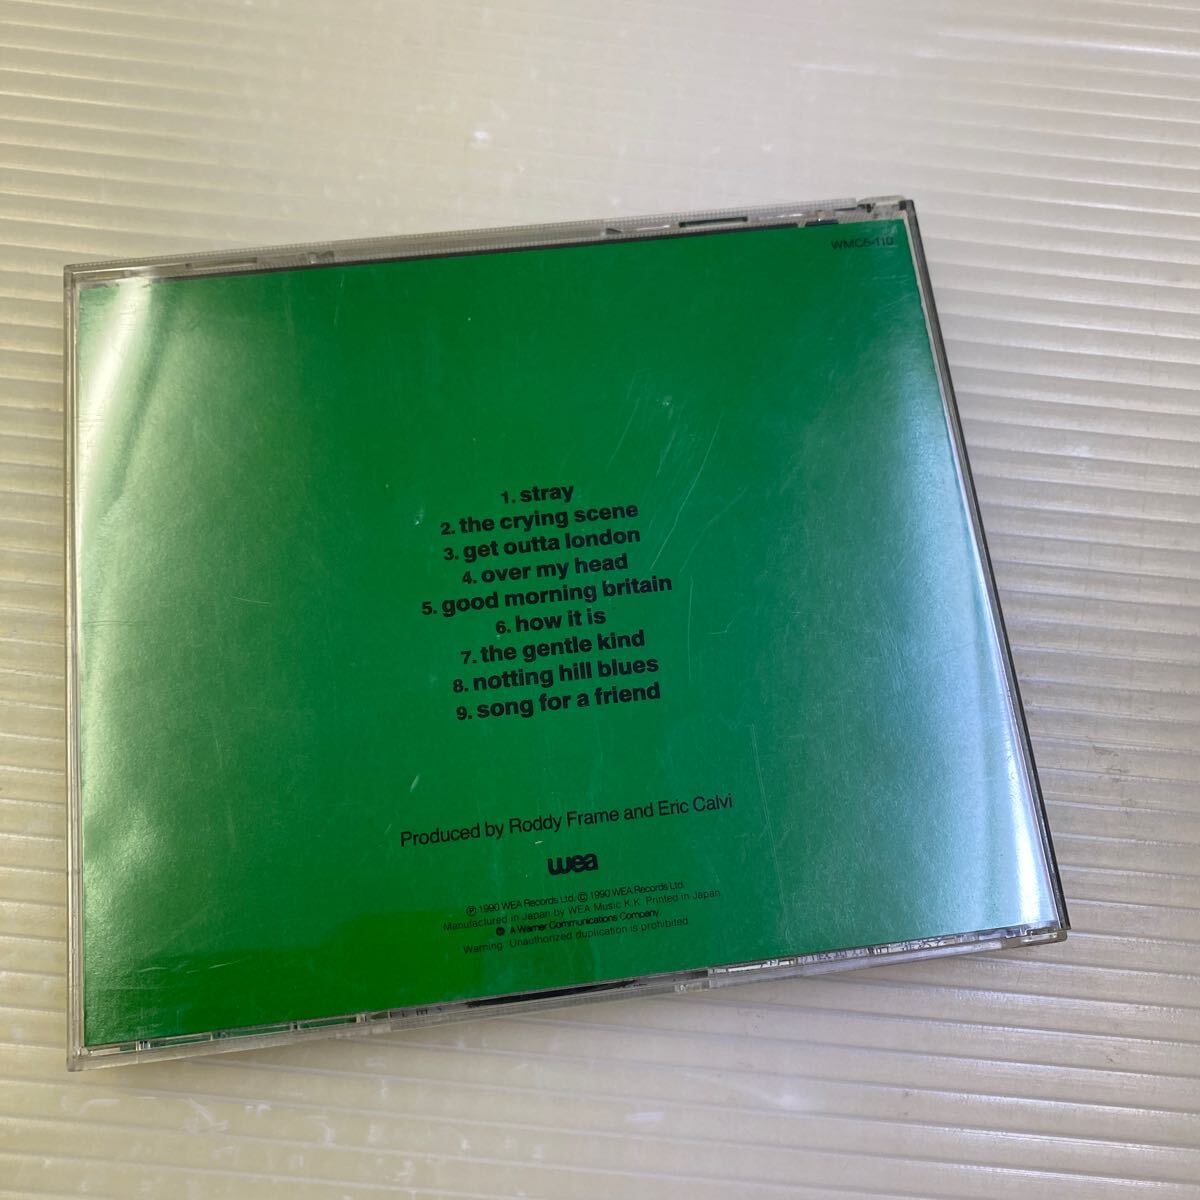 WMC5-110
1. stray
2. the crying scene
3. get outta london
4. over my head
5. good morning britain
6. how it is
7. the gentle kind
8. notting hill blues
9. song for a friend
Produced by Roddy Frame and Eric Calvi
wea
Ⓟ 1990 WEA Records Ltd. © 1990 WEA Records Ltd.
Manufactured in Japan by WEA Music K.K. Printed in Japan
A Warner Communications Company
Warning: Unauthorized duplication is prohibited.